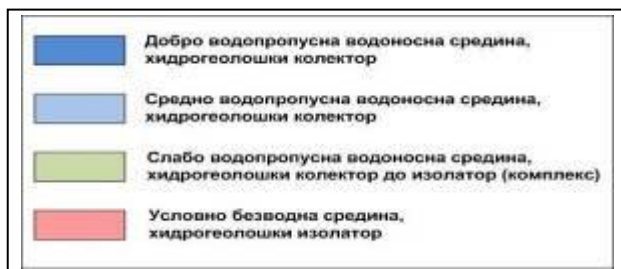 Добро водопропусна водоносна средина,
хидрогеолошки колектор
Средно водопропусна водоносна средина,
хидрогеолошки колектор
Слабо водопропусна водоносна средина,
хидрогеолошки колектор до изолатор (комплекс)
Условно безводна средина,
хидрогеолошки изолатор